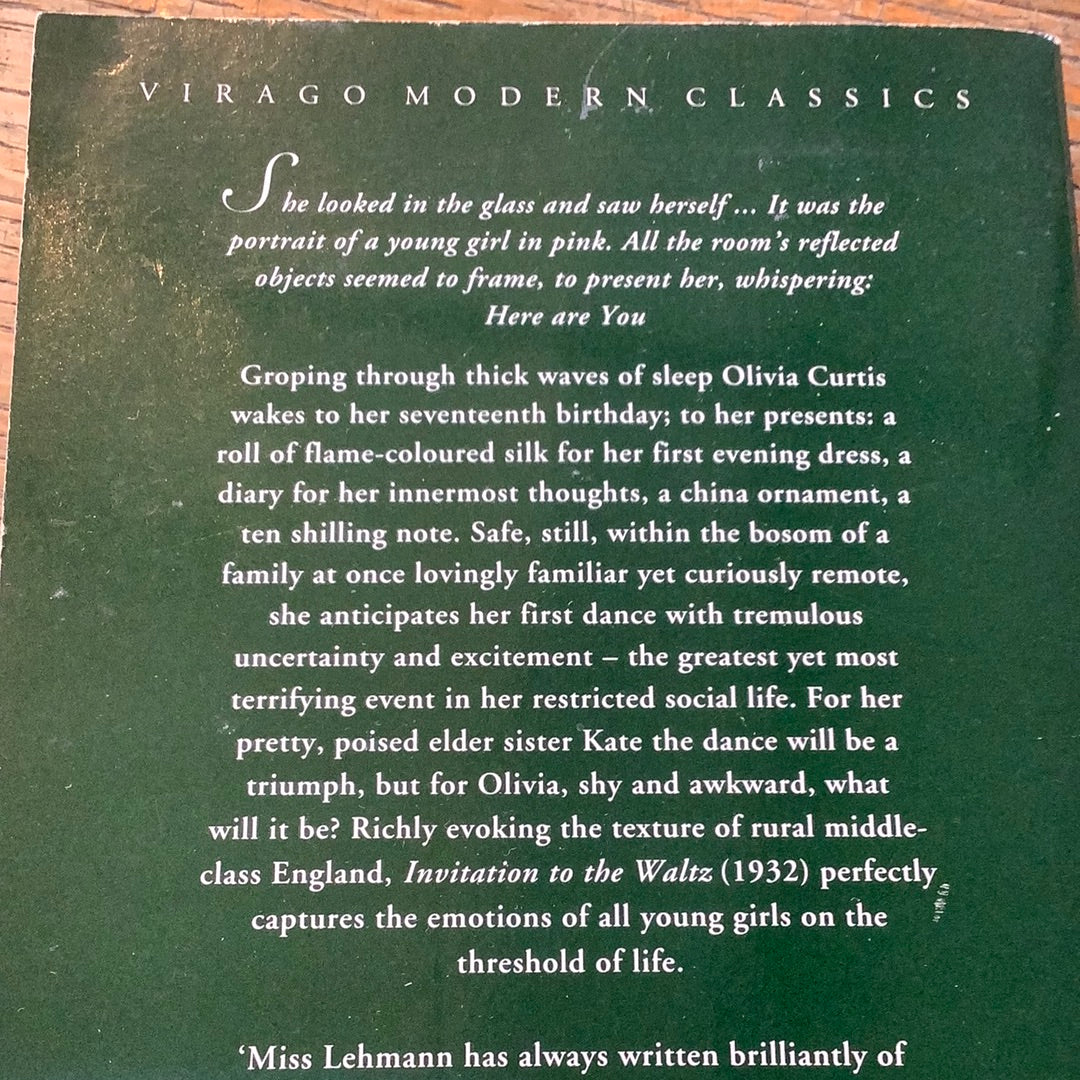 VIRAGO MODERN CLASSICS
She looked in the glass and saw herself... It was the
portrait of a young girl in pink. All the room's reflected
objects seemed to frame, to present her, whispering:
Here are You
Groping through thick waves of sleep Olivia Curtis
wakes to her seventeenth birthday; to her presents: a
roll of flame-coloured silk for her first evening dress, a
diary for her innermost thoughts, a china ornament, a
ten shilling note. Safe, still, within the bosom of a
family at once lovingly familiar yet curiously remote,
she anticipates her first dance with tremulous
uncertainty and excitement – the greatest yet most
terrifying event in her restricted social life. For her
pretty, poised elder sister Kate the dance will be a
triumph, but for Olivia, shy and awkward, what
will it be? Richly evoking the texture of rural middle-
class England, Invitation to the Waltz (1932) perfectly
captures the emotions of all young girls on the
threshold of life.
‘Miss Lehmann has always written brilliantly of